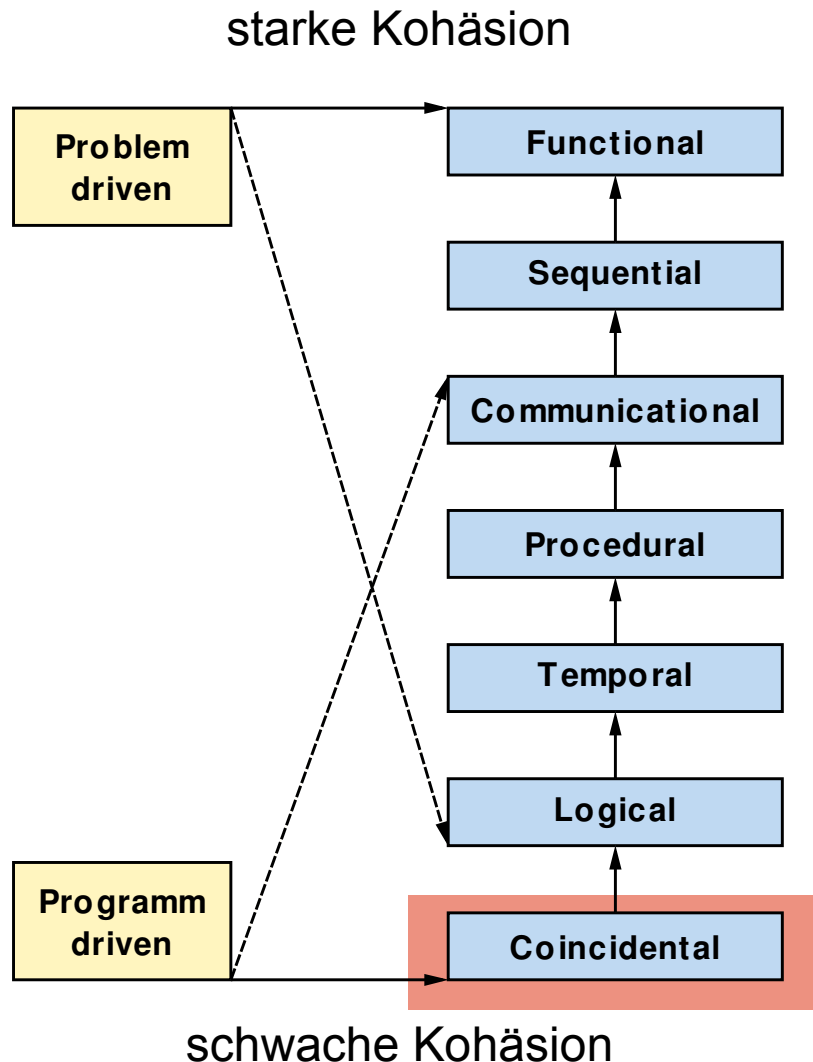 starke Kohäsion
Problem
driven
Functional
Sequential
Communicational
Procedural
Temporal
Logical
Programm
driven
Coincidental
schwache Kohäsion